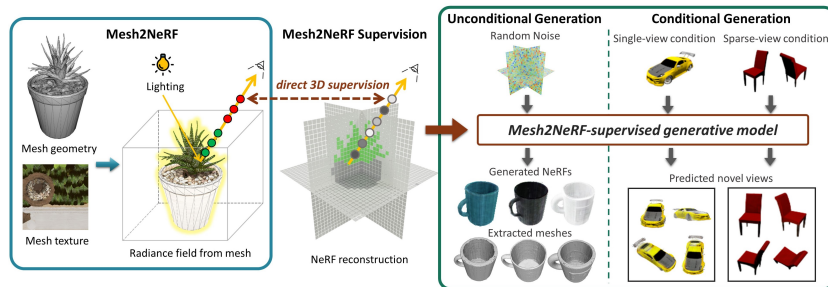 Mesh2NeRF
Lighting
Mesh geometry
Mesh texture
Radiance field from mesh
Mesh2NeRF Supervision
direct 3D supervision
NeRF reconstruction
Unconditional Generation
Random Noise
Conditional Generation
Single-view condition
Sparse-view condition
Mesh2NeRF-supervised generative model
Generated NeRFs
Extracted meshes
Predicted novel views